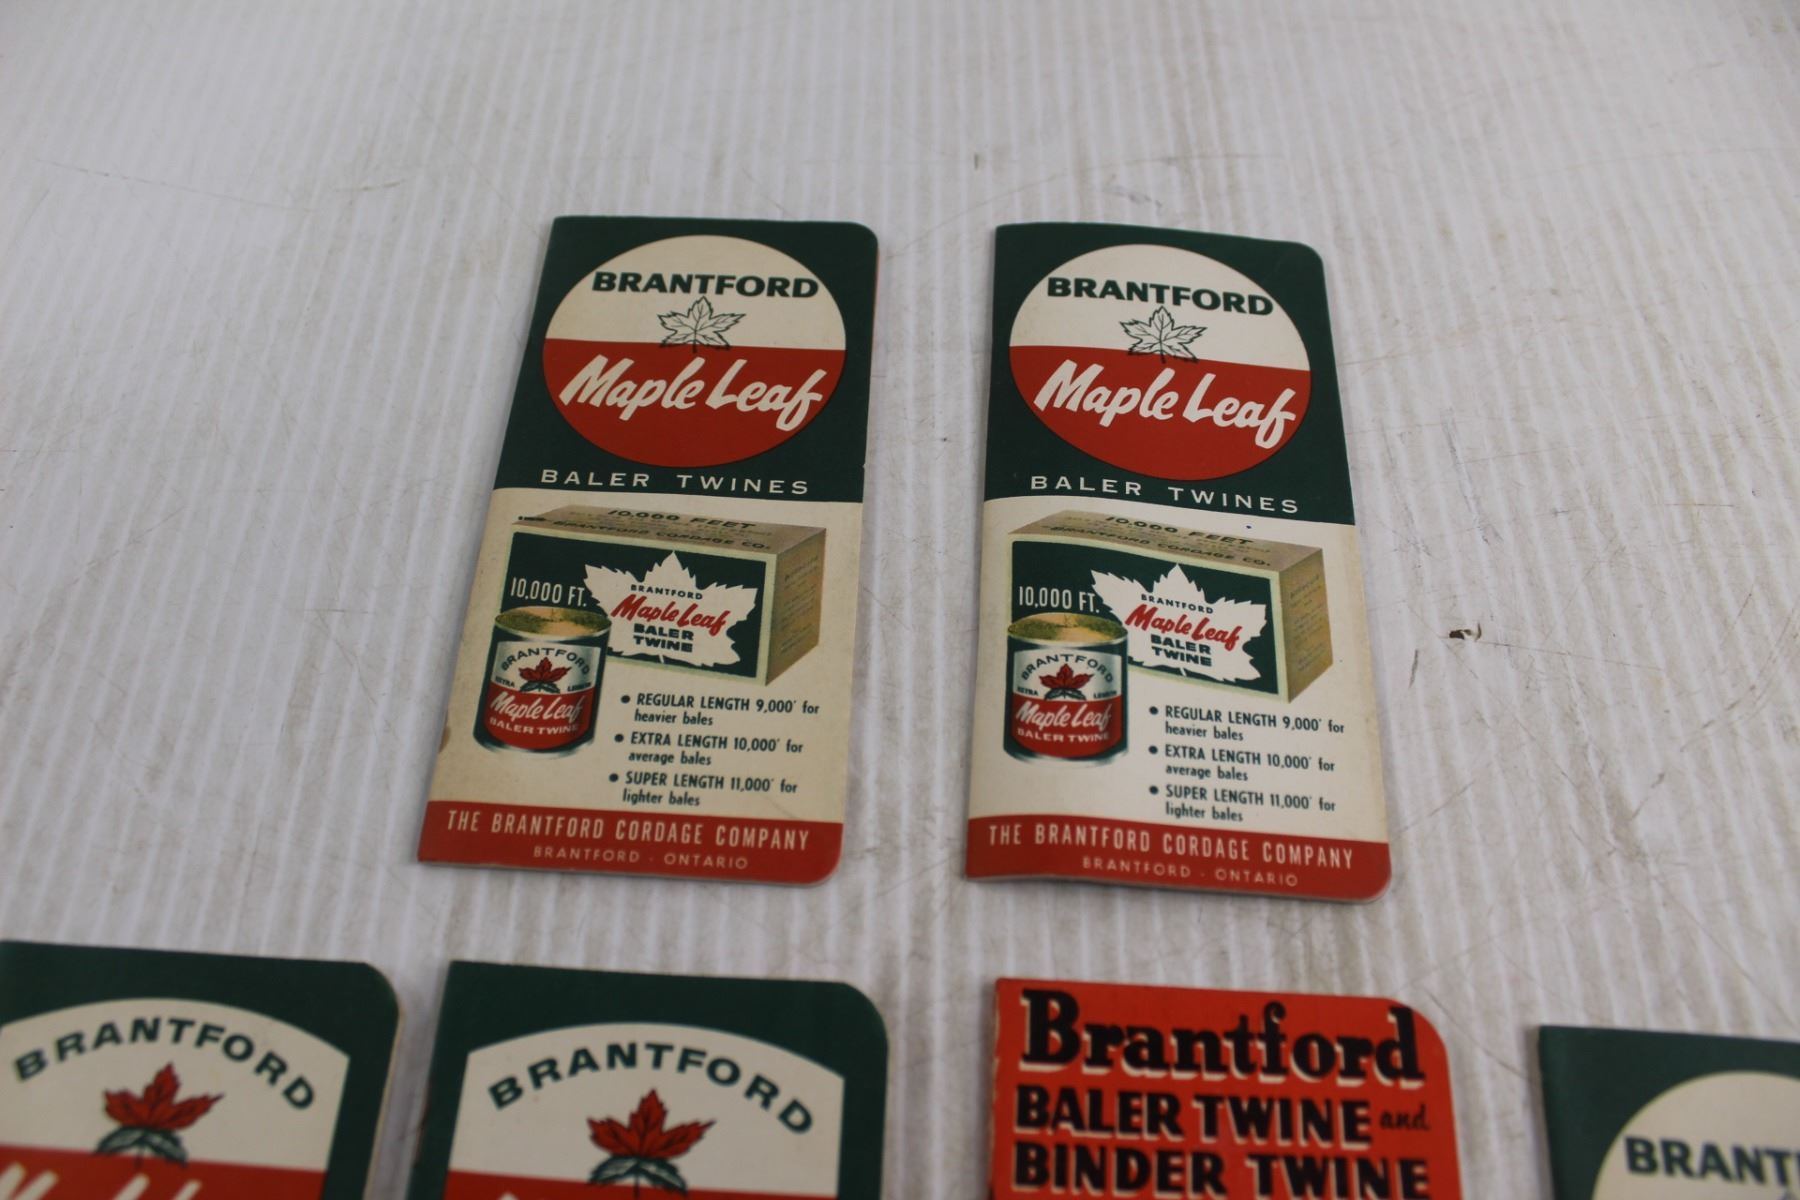 BRANTFORD
Maple Leaf
BALER TWINES
10,000 FEET
BRANTFORD CORDAGE CO.
10,000 FT.
BRANTFORD
Maple Leaf
BALER
TWINE
BRANTFORD
EXTRA LENGTH
Maple Leaf
BALER TWINE
• REGULAR LENGTH 9,000' for
heavier bales
• EXTRA LENGTH 10,000' for
average bales
• SUPER LENGTH 11,000' for
lighter bales
THE BRANTFORD CORDAGE COMPANY
BRANTFORD - ONTARIO
BRANTFORD
Maple Leaf
BALER TWINES
10,000 FEET
BRANTFORD CORDAGE CO.
10,000 FT.
BRANTFORD
Maple Leaf
BALER
TWINE
BRANTFORD
EXTRA LENGTH
Maple Leaf
BALER TWINE
• REGULAR LENGTH 9,000' for
heavier bales
• EXTRA LENGTH 10,000' for
average bales
• SUPER LENGTH 11,000' for
lighter bales
THE BRANTFORD CORDAGE COMPANY
BRANTFORD - ONTARIO
BRANTFORD
BRANTFORD
Brantford
BALER TWINE and
BINDER TWINE
BRANT